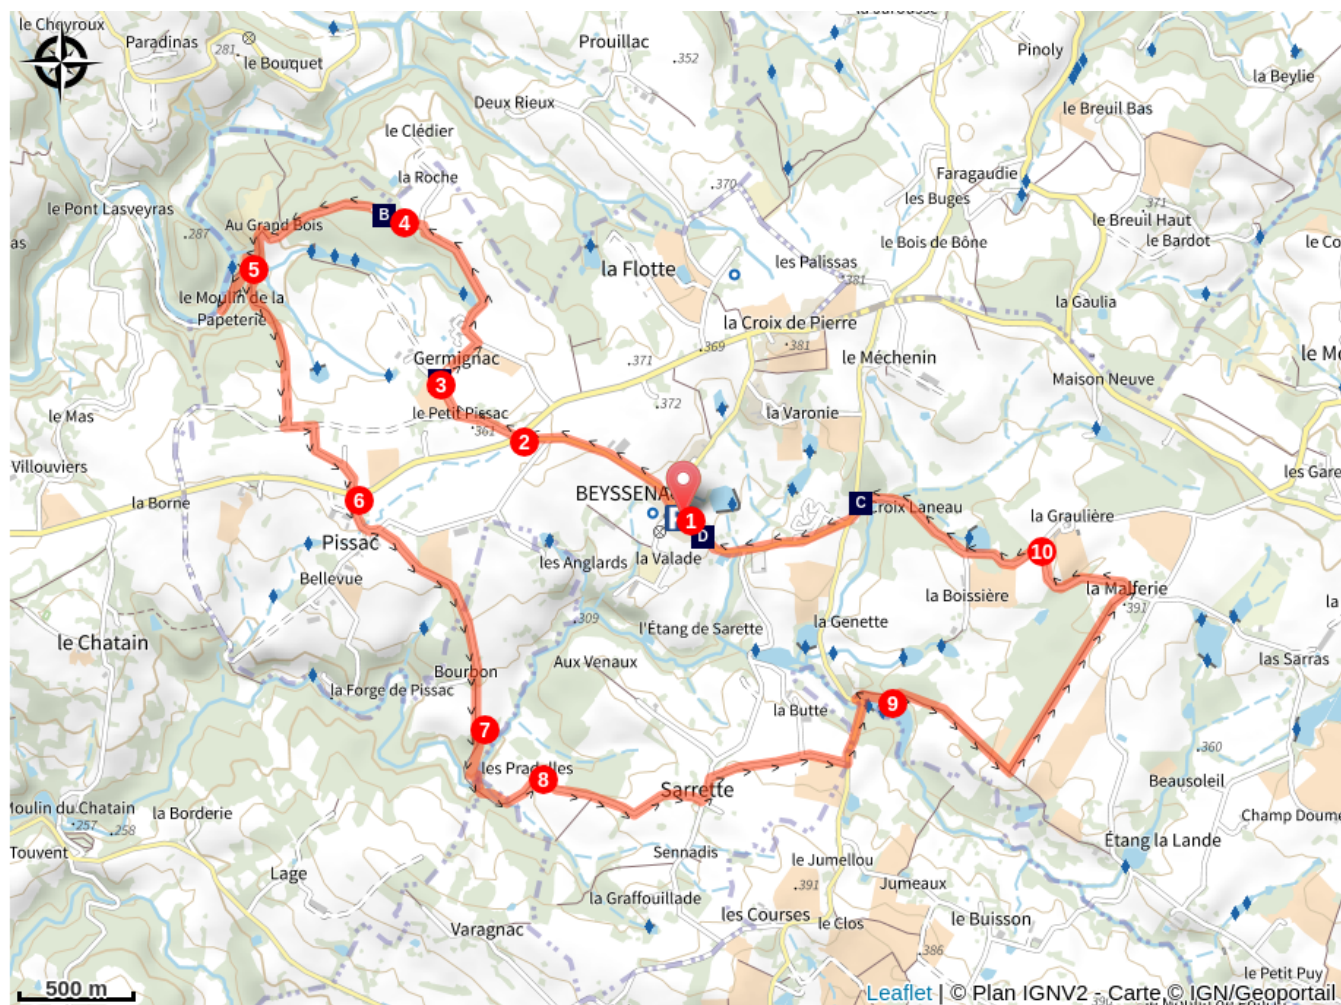 le Cheyroux
Paradinas
281
le Bouquet
Prouillac
.352
Pinoly
la Beylie
Deux Rieux
le Breuil Bas
le Clédier
la Roche
.370
Faragaudie
les Buges
371
le Pont Lasveyras
.287
Au Grand Bois
B
4
le Breuil Haut
le Bardot
le Bois de Bône
5
la Flotte
les Palissas
.381
le Moulin de la
Papeterie
la Gaulia
la Croix de Pierre
.381
.369
.371
Germignac
le Méchenin
3
Maison Neuve
le Mas
le Petit Pissac
.361
.372
la Varonie
2
Villouviers
la Borne
6
BEYSSENA
1
D
C
Croix Laneau
la Graulière
10
Pissac
les Anglards
la Valade
Bellevue
la Boissière
la Malferie
.391
.309
la Genette
le Chatain
l'Étang de Sarette
Aux Venaux
las Sarras
Bourbon
la Forge de Pissac
la Butte
9
7
.360
les Pradelles
8
Sarrette
Beausoleil
Moulin du Chatain
.257
.258
la Borderie
Champ Doume
Touvent
Étang la Lande
Sennadis
le Jumellou
Lage
.391
Jumeaux
la Graffouillade
les Courses
le Clos
le Buisson
Varagnac
.386
le Petit Puy
500 m
Leaflet | © Plan IGNV2 - Carte © IGN/Geoportail